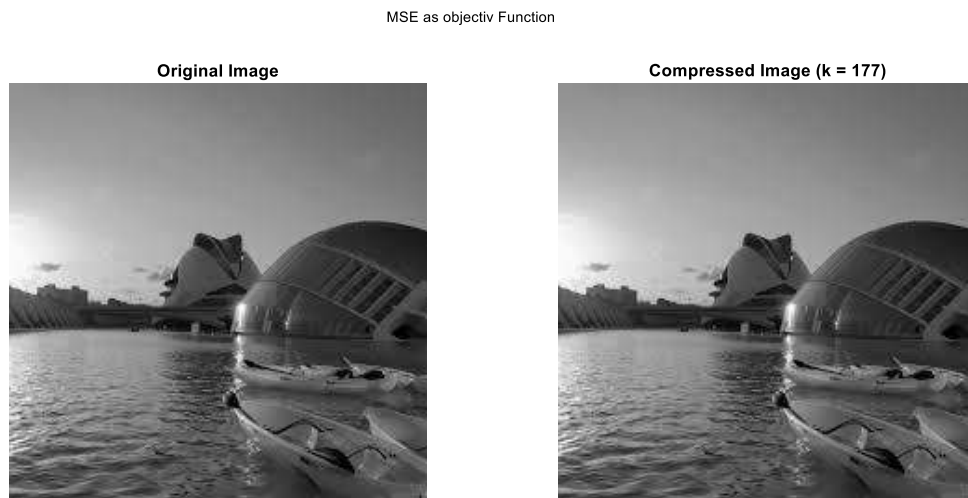 MSE as objectiv Function
Original Image
Compressed Image (k = 177)